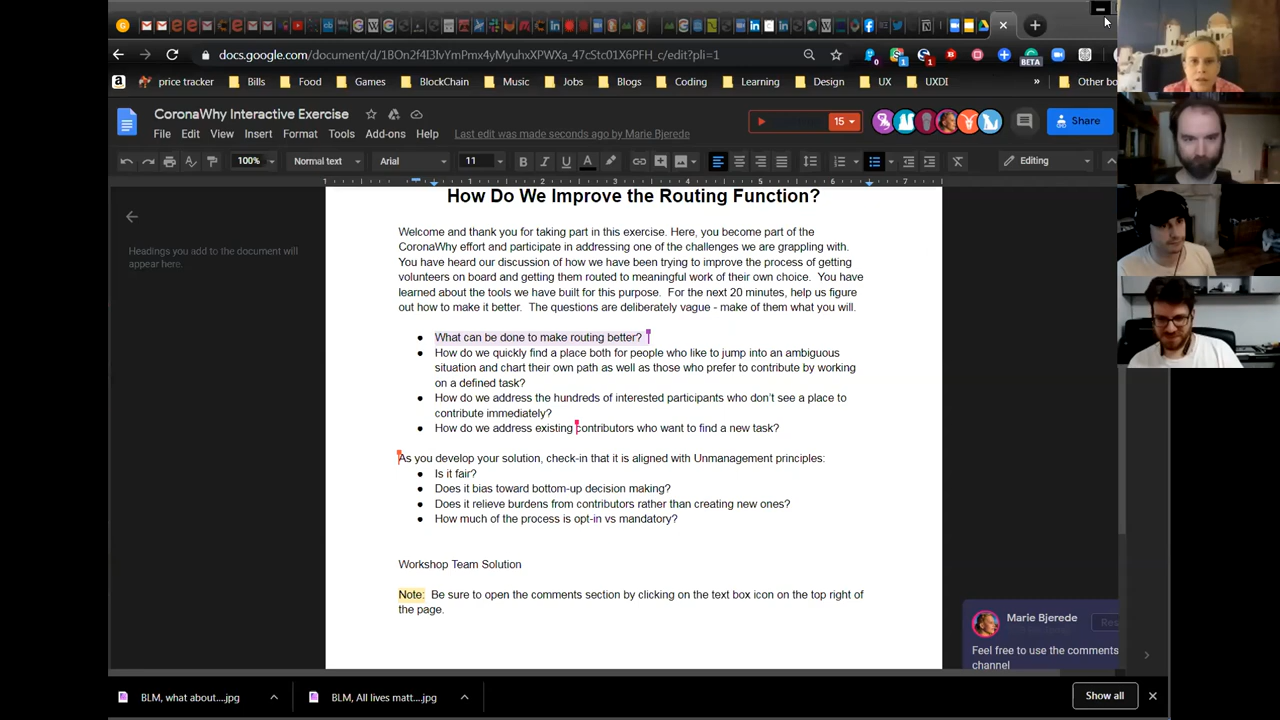 docs.google.com/document/d/1BOn2f4I3IvYmPmx4yMyuhxXPWXa_47cStc01X6PFH_c/edit?pli=1
price tracker Bills Food Games BlockChain Music Jobs Blogs Coding Learning Design UX UXDI » Other bo
BETA
CoronaWhy Interactive Exercise
15
Share
File Edit View Insert Format Tools Add-ons Help Last edit was made seconds ago by Marie Bjerede
100% Normal text Arial 11 B I U A Editing
1 1 2 3 4 5 6 7
How Do We Improve the Routing Function?
Headings you add to the document will
appear here.
Welcome and thank you for taking part in this exercise. Here, you become part of the
CoronaWhy effort and participate in addressing one of the challenges we are grappling with.
You have heard our discussion of how we have been trying to improve the process of getting
volunteers on board and getting them routed to meaningful work of their own choice. You have
learned about the tools we have built for this purpose. For the next 20 minutes, help us figure
out how to make it better. The questions are deliberately vague - make of them what you will.
● What can be done to make routing better?
● How do we quickly find a place both for people who like to jump into an ambiguous
situation and chart their own path as well as those who prefer to contribute by working
on a defined task?
● How do we address the hundreds of interested participants who don't see a place to
contribute immediately?
● How do we address existing contributors who want to find a new task?
As you develop your solution, check-in that it is aligned with Unmanagement principles:
● Is it fair?
● Does it bias toward bottom-up decision making?
● Does it relieve burdens from contributors rather than creating new ones?
● How much of the process is opt-in vs mandatory?
Workshop Team Solution
Note: Be sure to open the comments section by clicking on the text box icon on the top right of
the page.
Marie Bjerede
Feel free to use the comments
channel
BLM, what about....jpg BLM, All lives matt....jpg Show all